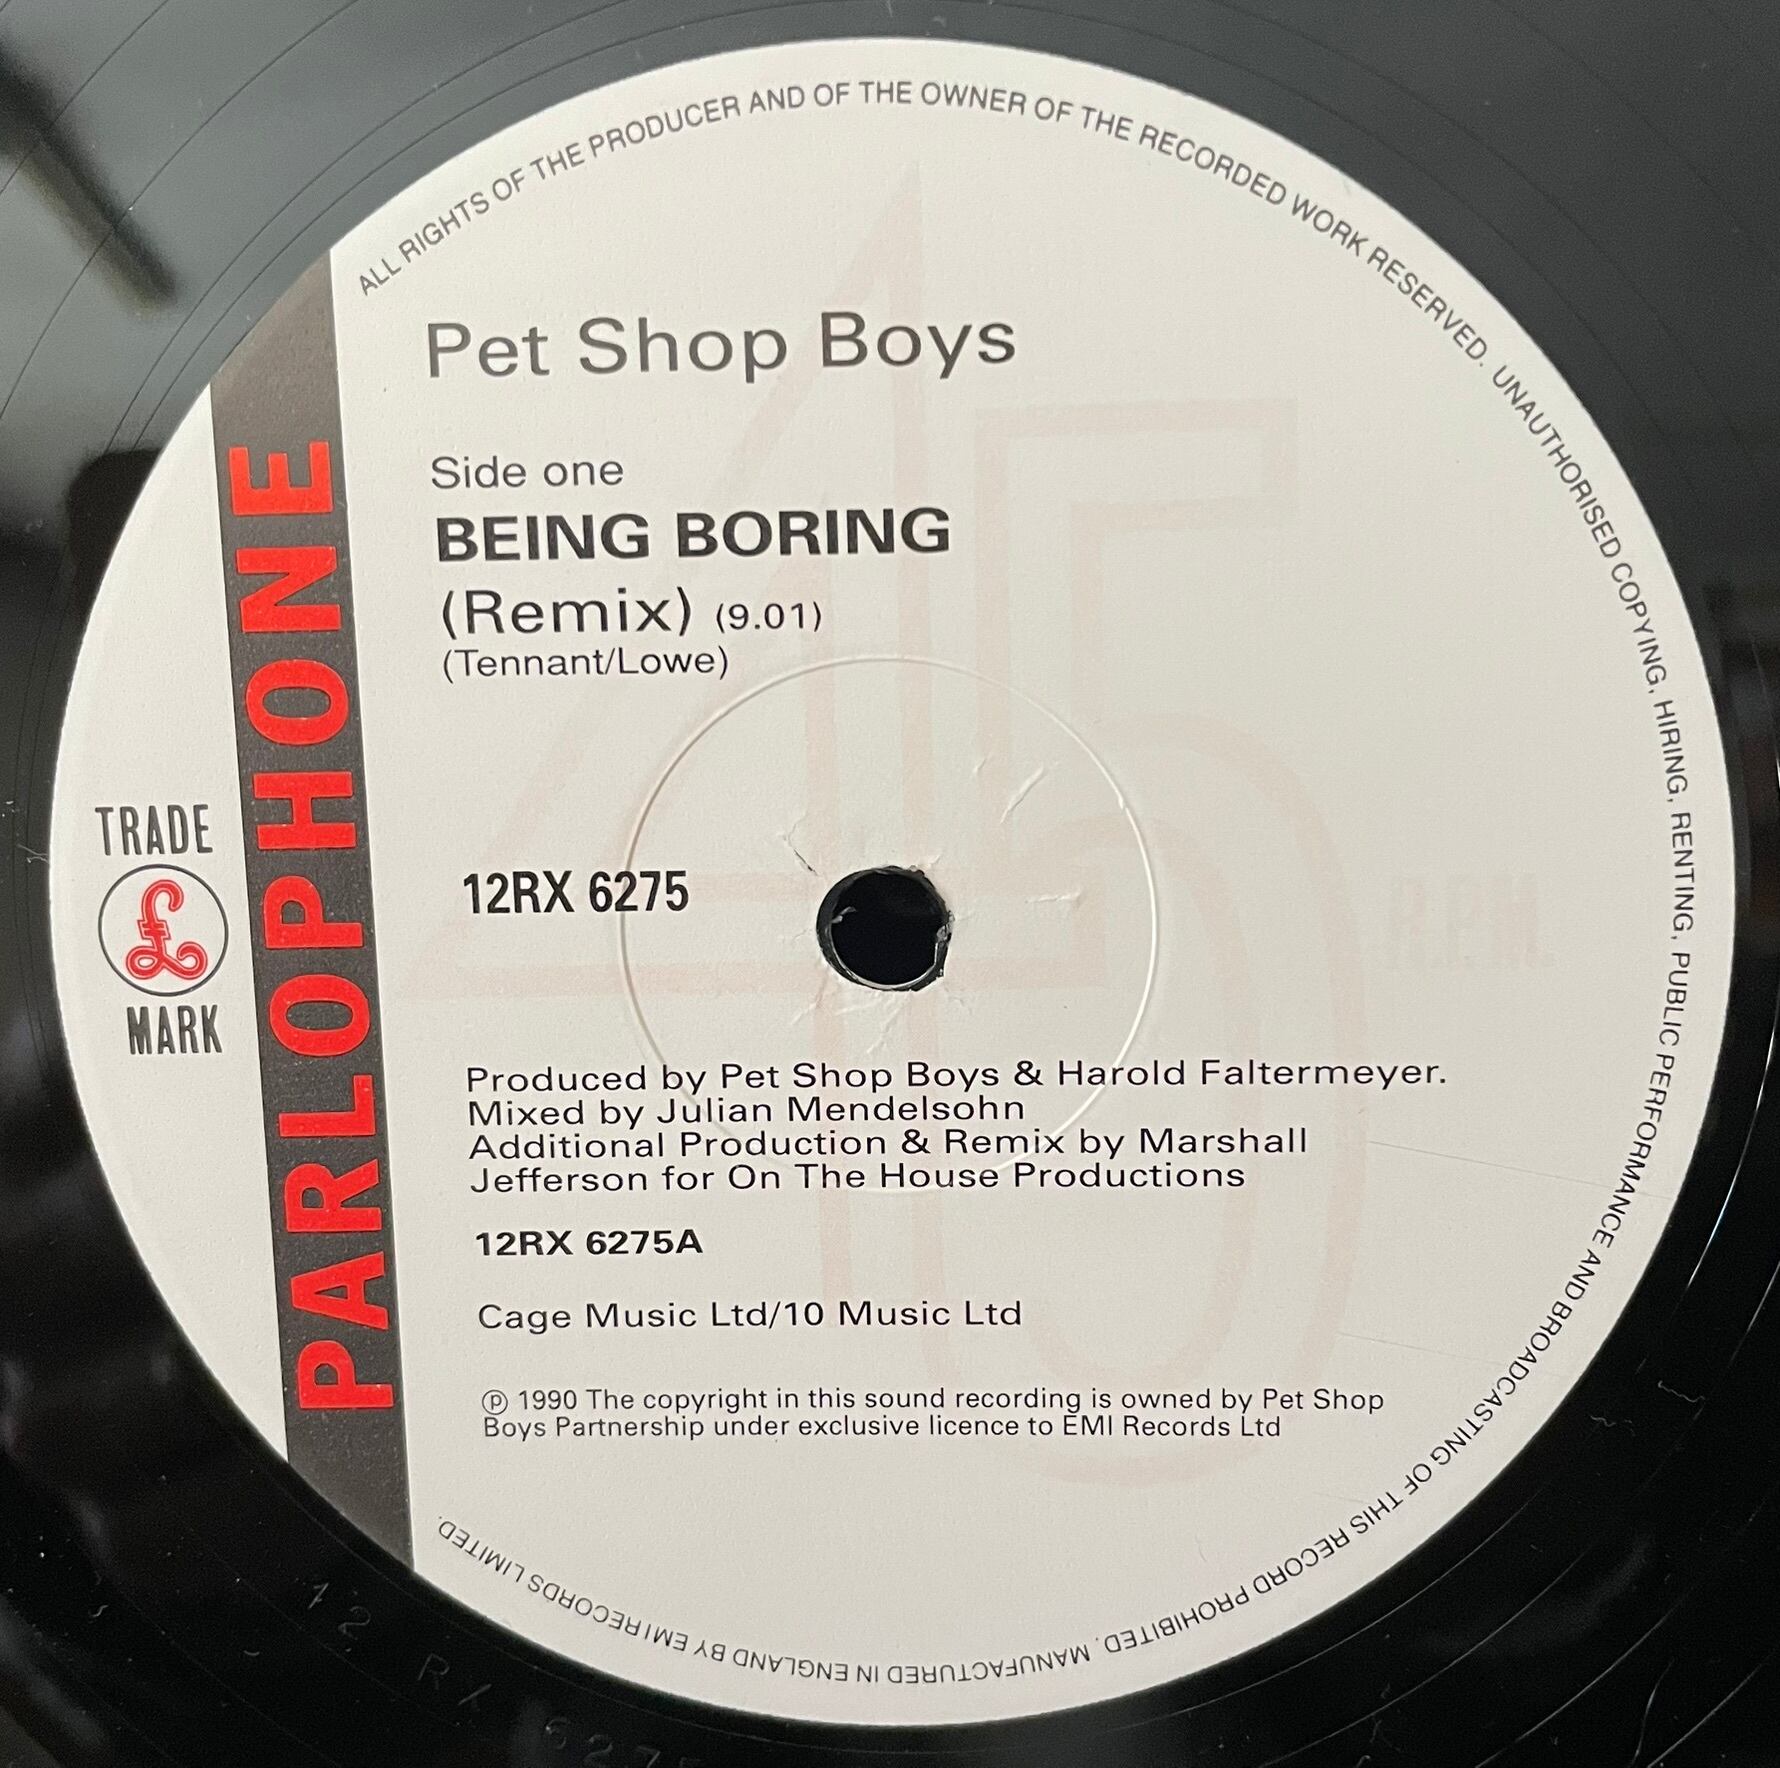 ALL RIGHTS OF THE PRODUCER AND OF THE OWNER OF THE RECORDED WORK RESERVED. UNAUTHORISED COPYING, HIRING, RENTING, PUBLIC PERFORMANCE AND BROADCASTING OF THIS RECORD PROHIBITED. MANUFACTURED IN ENGLAND BY EMI RECORDS LIMITED.
Pet Shop Boys
Side one
BEING BORING
(Remix) (9.01)
(Tennant/Lowe)
PARLOPHONE
TRADE
£
MARK
12RX 6275
45
R.P.M.
Produced by Pet Shop Boys & Harold Faltermeyer.
Mixed by Julian Mendelsohn
Additional Production & Remix by Marshall
Jefferson for On The House Productions
12RX 6275A
Cage Music Ltd/10 Music Ltd
℗ 1990 The copyright in this sound recording is owned by Pet Shop
Boys Partnership under exclusive licence to EMI Records Ltd
12 RX 6275